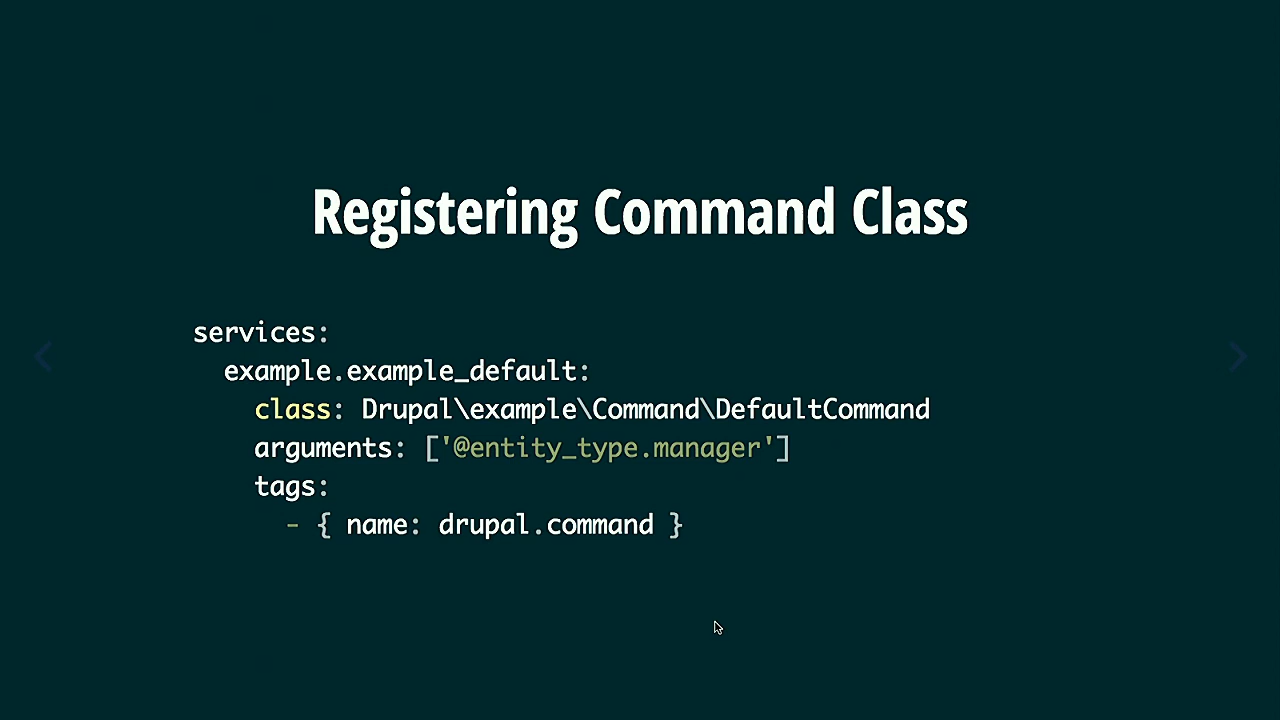 Registering Command Class
services:
  example.example_default:
    class: Drupal\example\Command\DefaultCommand
    arguments: ['@entity_type.manager']
    tags:
      - { name: drupal.command }